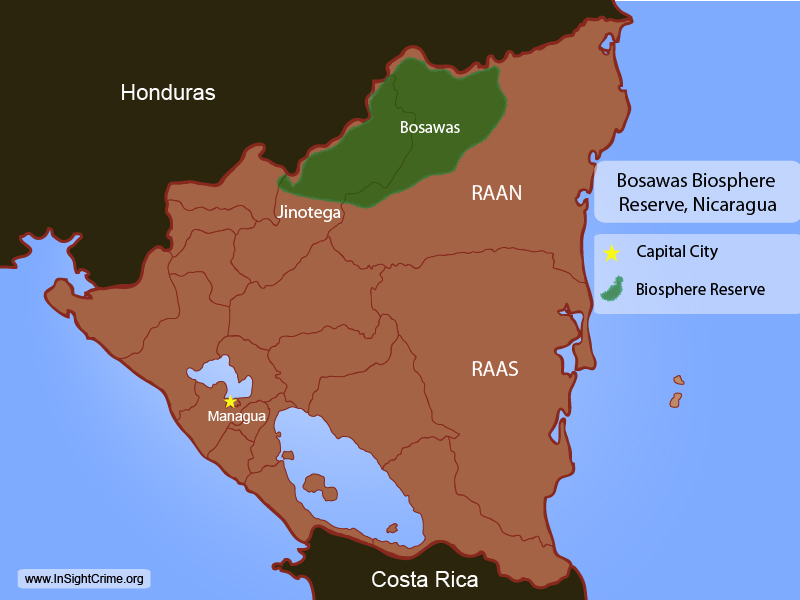 Honduras
Bosawas
Jinotega
RAAN
Bosawas Biosphere
Reserve, Nicaragua
Capital City
Biosphere Reserve
RAAS
Managua
www.InSightCrime.org
Costa Rica